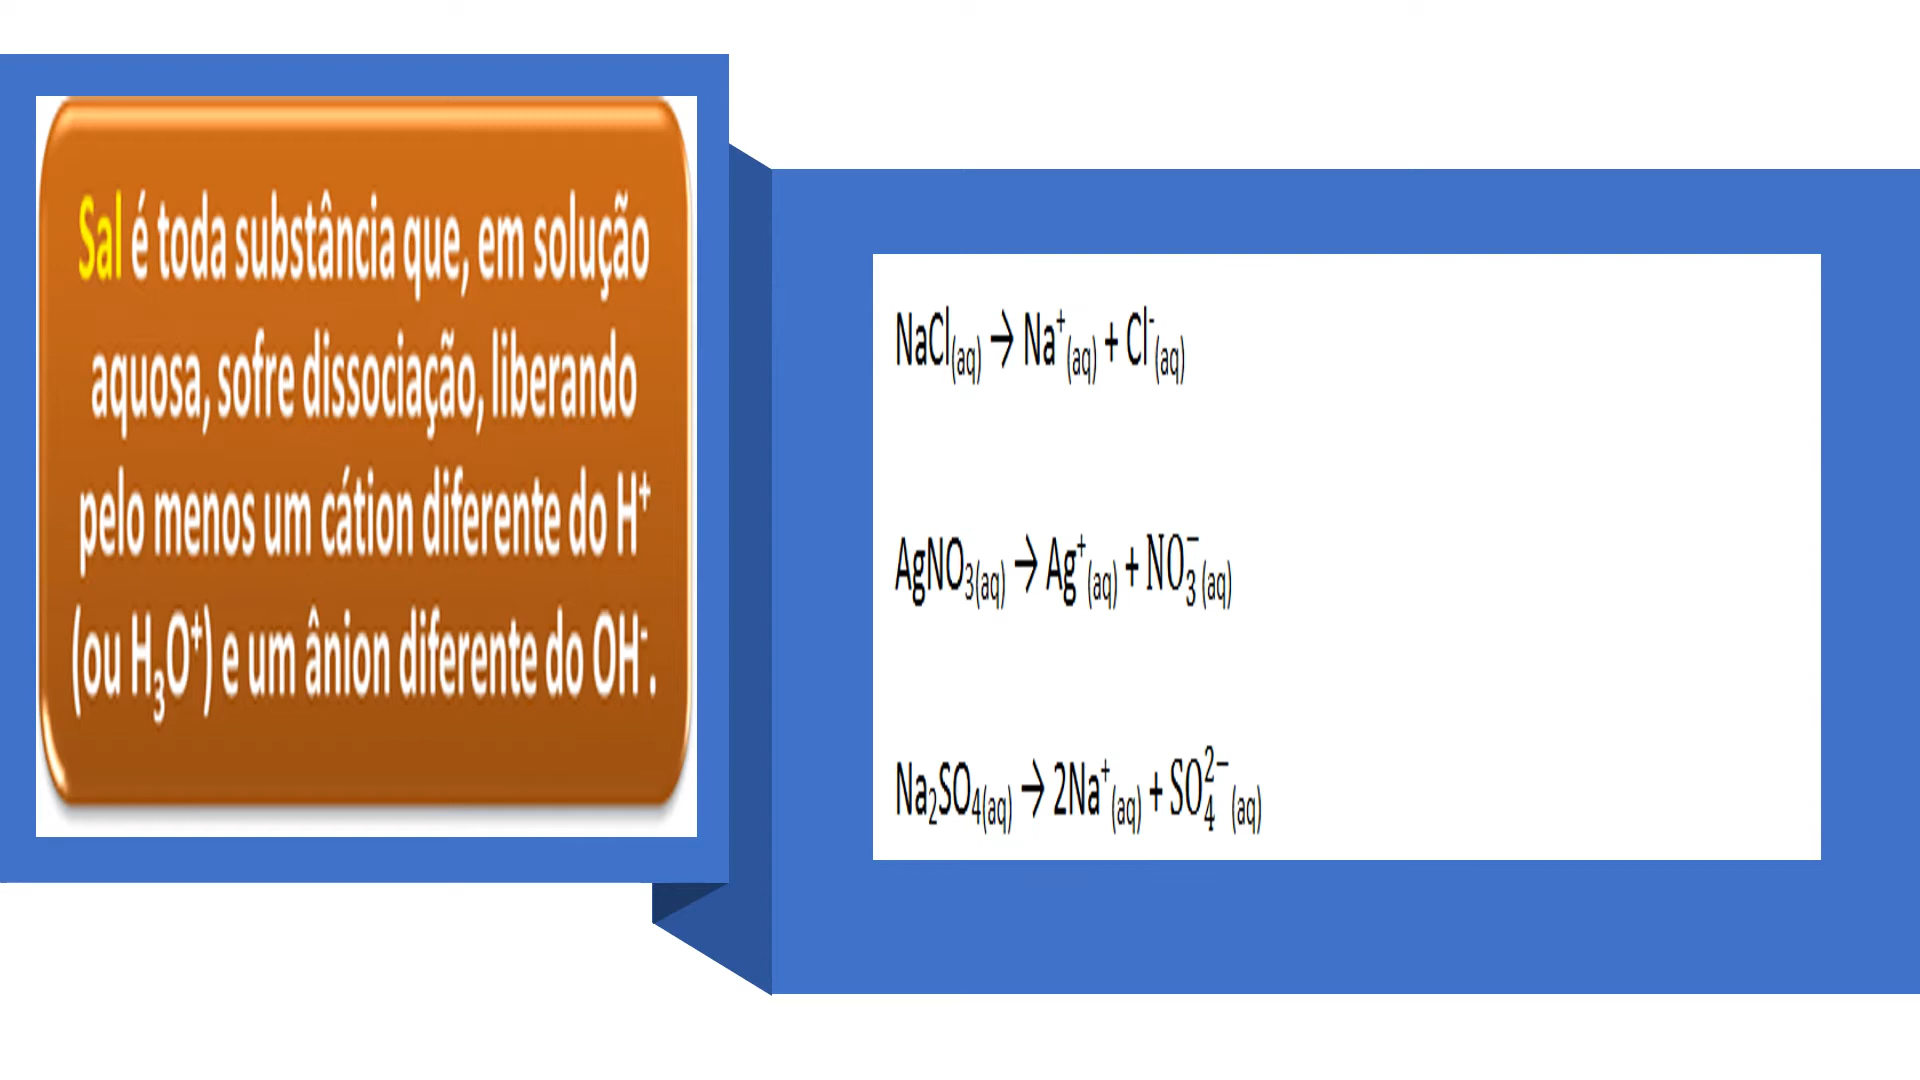 Sal é toda substância que, em solução
aquosa, sofre dissociação, liberando
pelo menos um cátion diferente do H⁺
(ou H₃O⁺) e um ânion diferente do OH⁻.
NaCl₍aq₎ → Na⁺₍aq₎ + Cl⁻₍aq₎
AgNO₃₍aq₎ → Ag⁺₍aq₎ + NO₃⁻₍aq₎
Na₂SO₄₍aq₎ → 2Na⁺₍aq₎ + SO₄²⁻₍aq₎